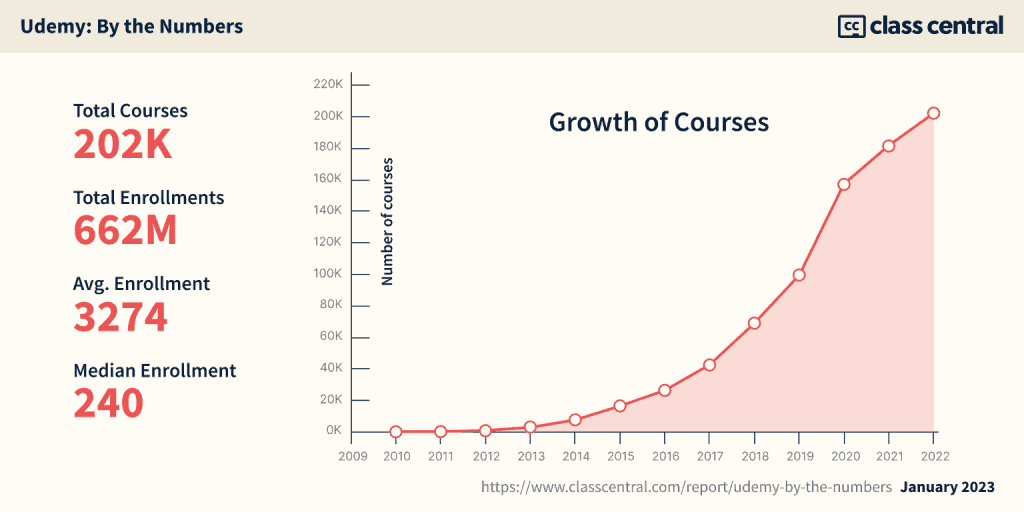 Udemy: By the Numbers
cc class central
Total Courses
202K
Total Enrollments
662M
Avg. Enrollment
3274
Median Enrollment
240
Growth of Courses
Number of courses
220K
200K
180K
160K
140K
120K
100K
80K
60K
40K
20K
0K
2009 2010 2011 2012 2013 2014 2015 2016 2017 2018 2019 2020 2021 2022
https://www.classcentral.com/report/udemy-by-the-numbers January 2023